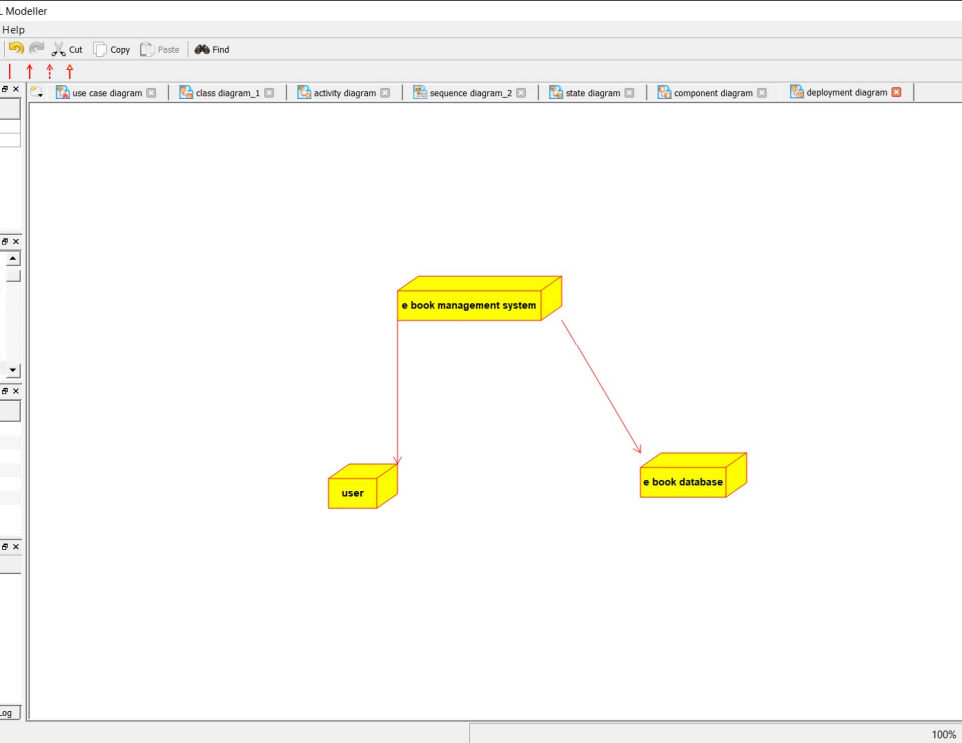 L Modeller
Help
Cut Copy Paste Find
use case diagram class diagram_1 activity diagram sequence diagram_2 state diagram component diagram deployment diagram
e book management system
user
e book database
Log
100%